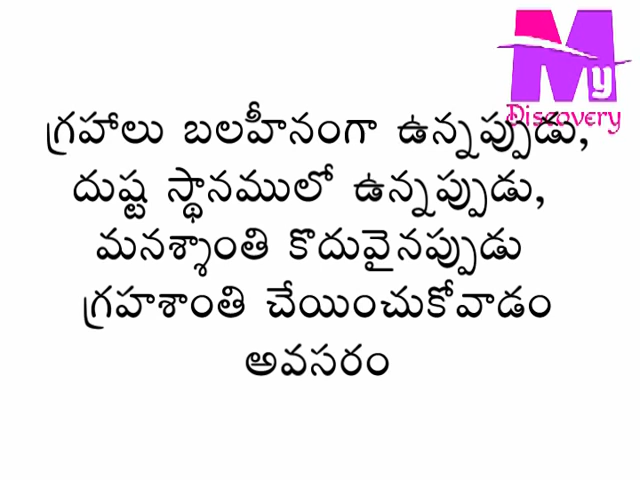 My
Discovery
గ్రహాలు బలహీనంగా ఉన్నప్పుడు,
దుష్ట స్థానములో ఉన్నప్పుడు,
మనశ్శాంతి కొదువైనప్పుడు
గ్రహశాంతి చేయించుకోవాడం
అవసరం